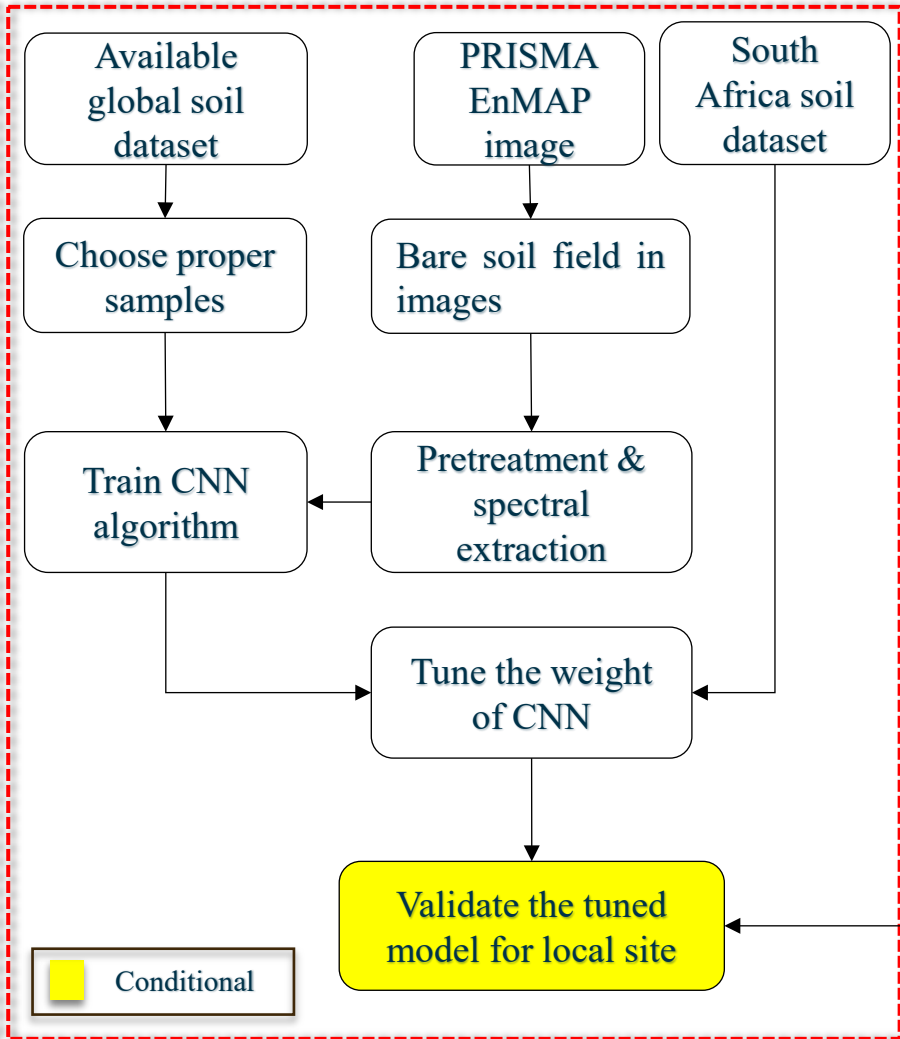 Available
global soil
dataset
PRISMA
EnMAP
image
South
Africa soil
dataset
Choose proper
samples
Bare soil field in
images
Train CNN
algorithm
Pretreatment &
spectral
extraction
Tune the weight
of CNN
Validate the tuned
model for local site
Conditional